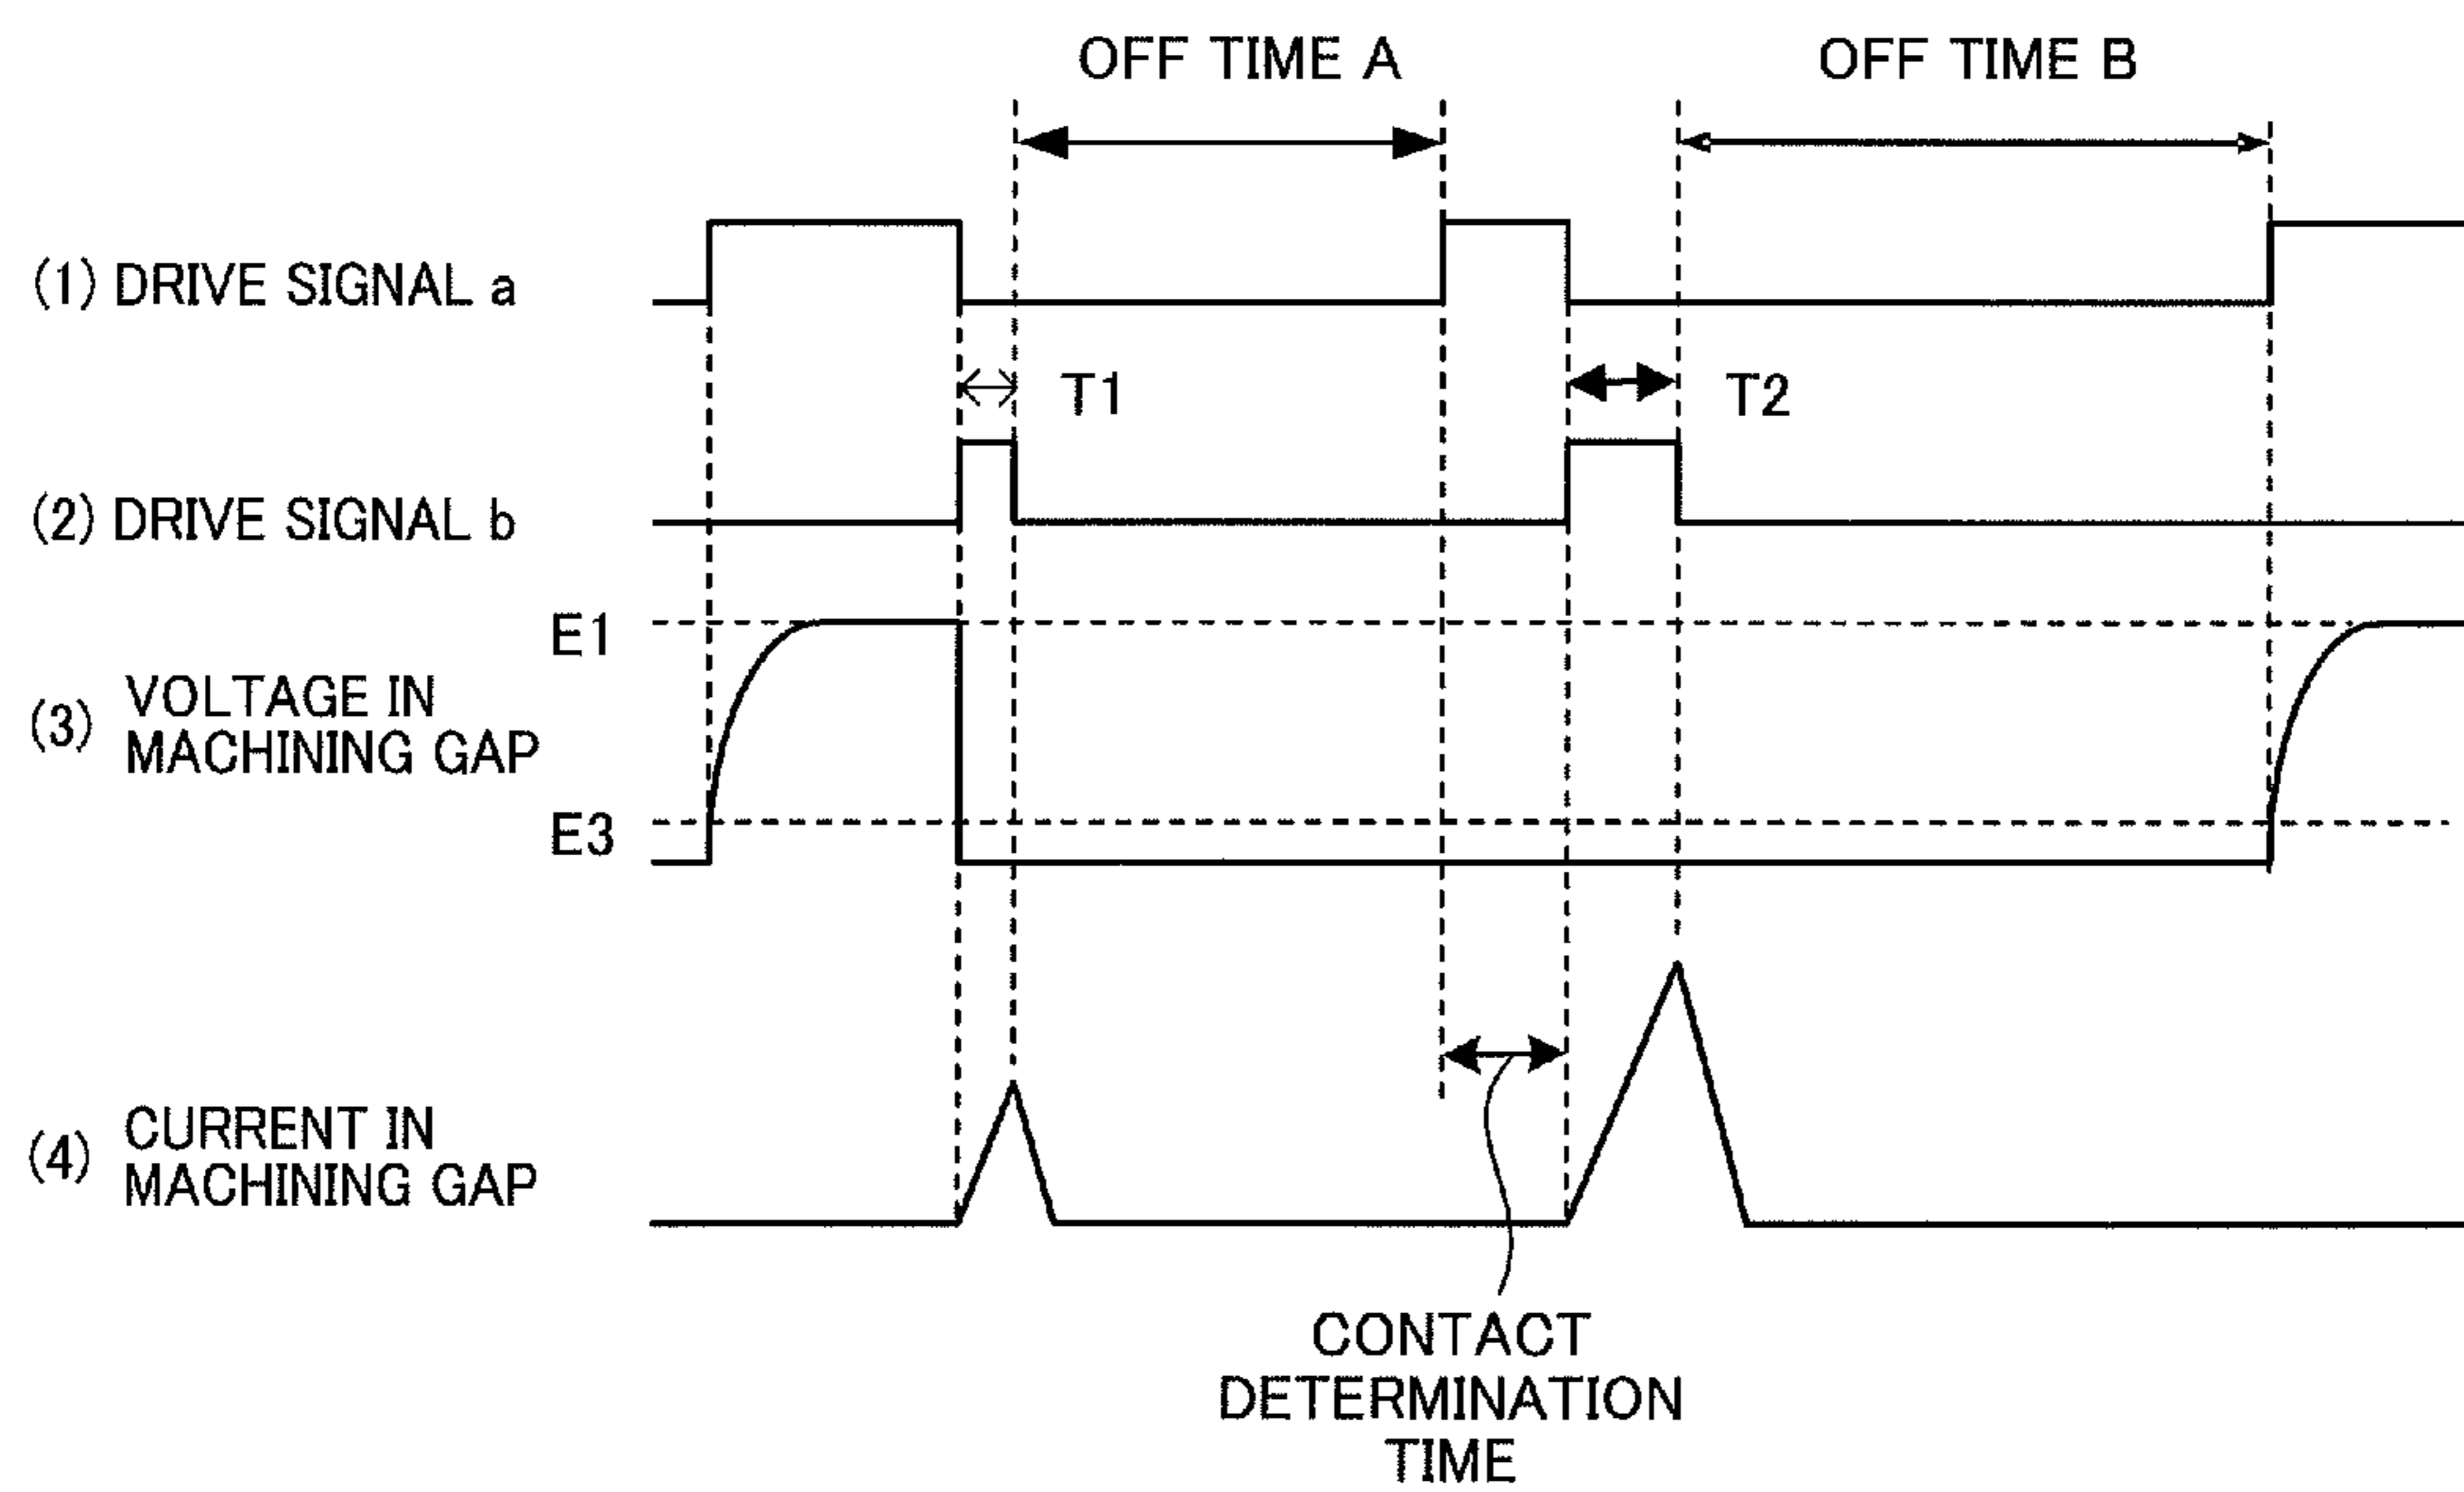 OFF TIME A
OFF TIME B
(1) DRIVE SIGNAL a
T1
T2
(2) DRIVE SIGNAL b
E1
(3) VOLTAGE IN
MACHINING GAP
E3
(4) CURRENT IN
MACHINING GAP
CONTACT
DETERMINATION
TIME